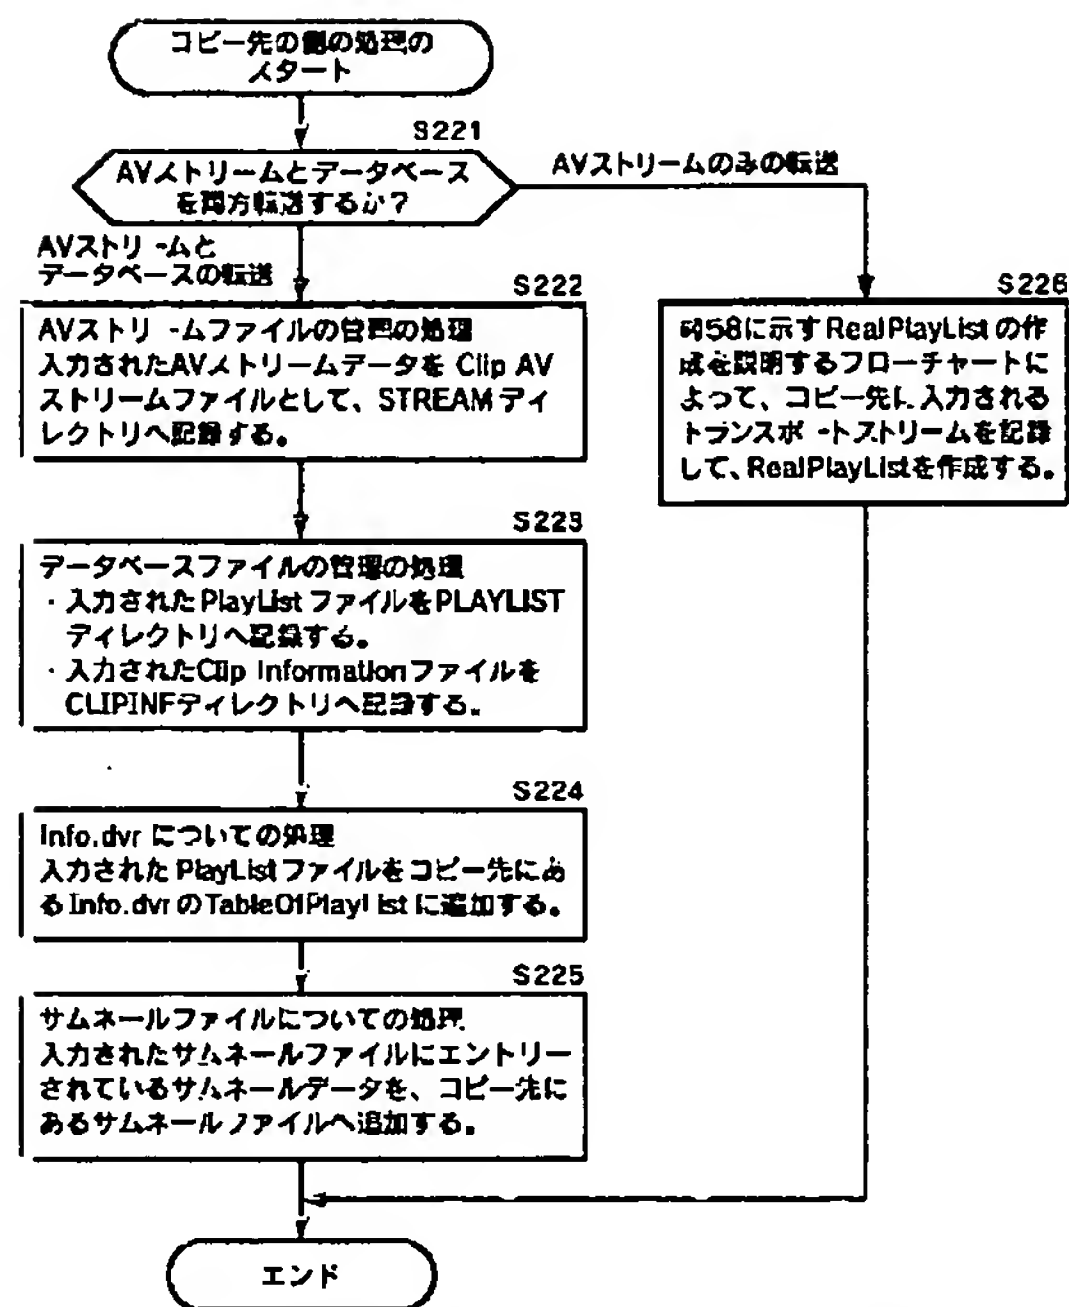 コピー先の側の処理の
スタート
S221
AVストリームとデータベース
を両方転送するか？
AVストリームのみの転送
AVストリームと
データベースの転送
S222
AVストリームファイルの管理の処理
入力されたAVストリームデータを Clip AV
ストリームファイルとして、STREAM ディ
レクトリへ記録する。
S226
図58に示す RealPlayList の作
成を説明するフローチャートに
よって、コピー先に入力される
トランスポートストリームを記録
して、RealPlayListを作成する。
S223
データベースファイルの管理の処理
・入力された PlayList ファイルを PLAYLIST
ディレクトリへ記録する。
・入力されたClip Informationファイルを
CLIPINFディレクトリへ記録する。
S224
info.dvr についての処理
入力された PlayList ファイルをコピー先にあ
る Info.dvr のTableOfPlayList に追加する。
S225
サムネールファイルについての処理
入力されたサムネールファイルにエントリー
されているサムネールデータを、コピー先に
あるサムネールファイルへ追加する。
エンド